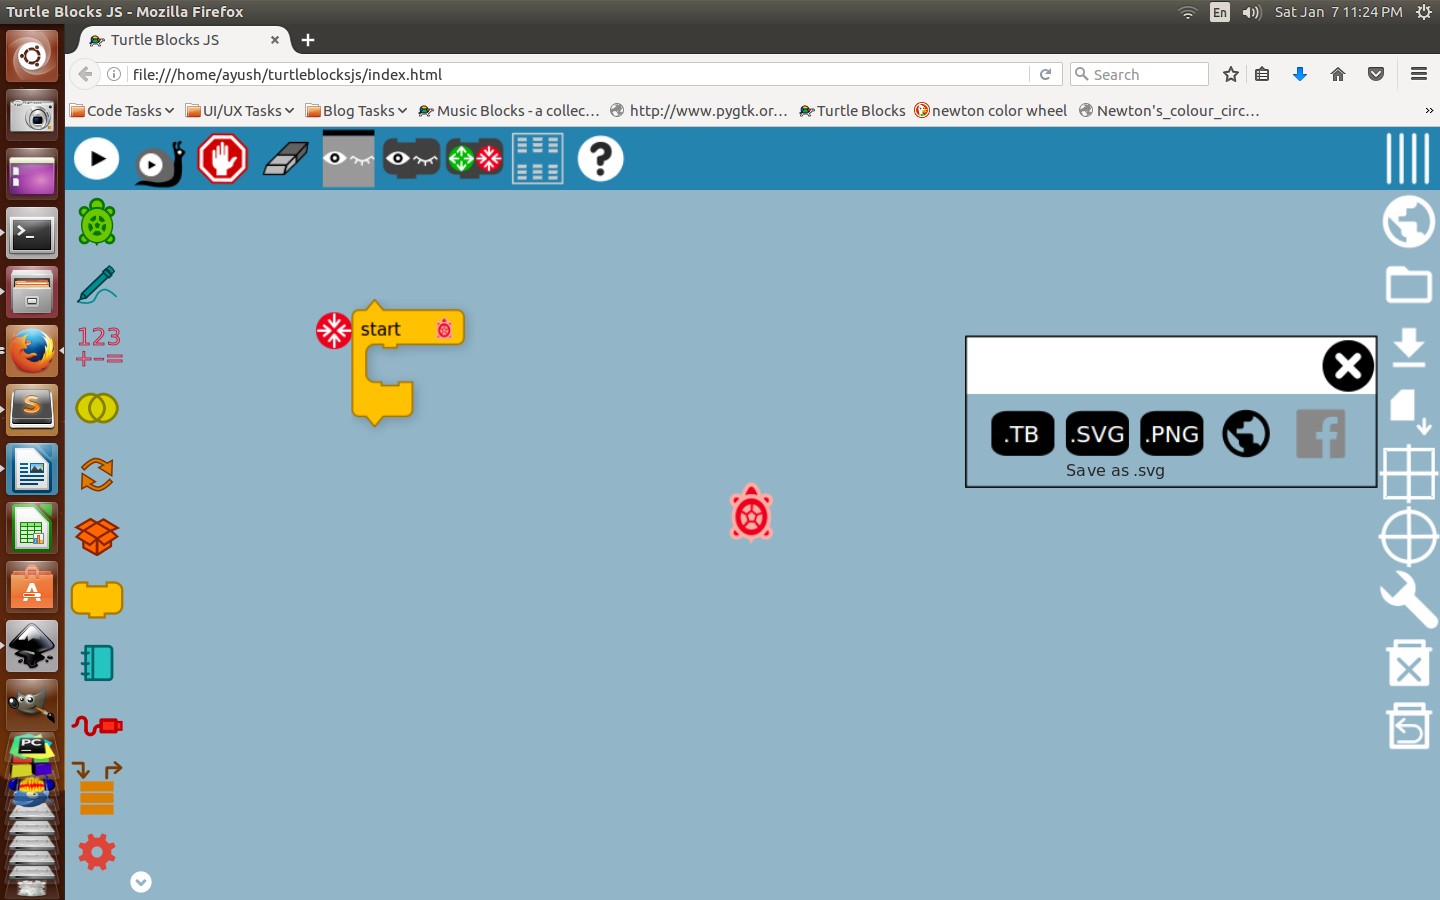 Turtle Blocks JS - Mozilla Firefox
En
Sat Jan 7 11:24 PM
Turtle Blocks JS
file:///home/ayush/turtleblocksjs/index.html
Search
Code Tasks
UI/UX Tasks
Blog Tasks
Music Blocks - a collec...
http://www.pygtk.or...
Turtle Blocks
newton color wheel
Newton's_colour_circ...
>_
123
+-=
start
.TB
.SVG
.PNG
Save as .svg
S
A
PC